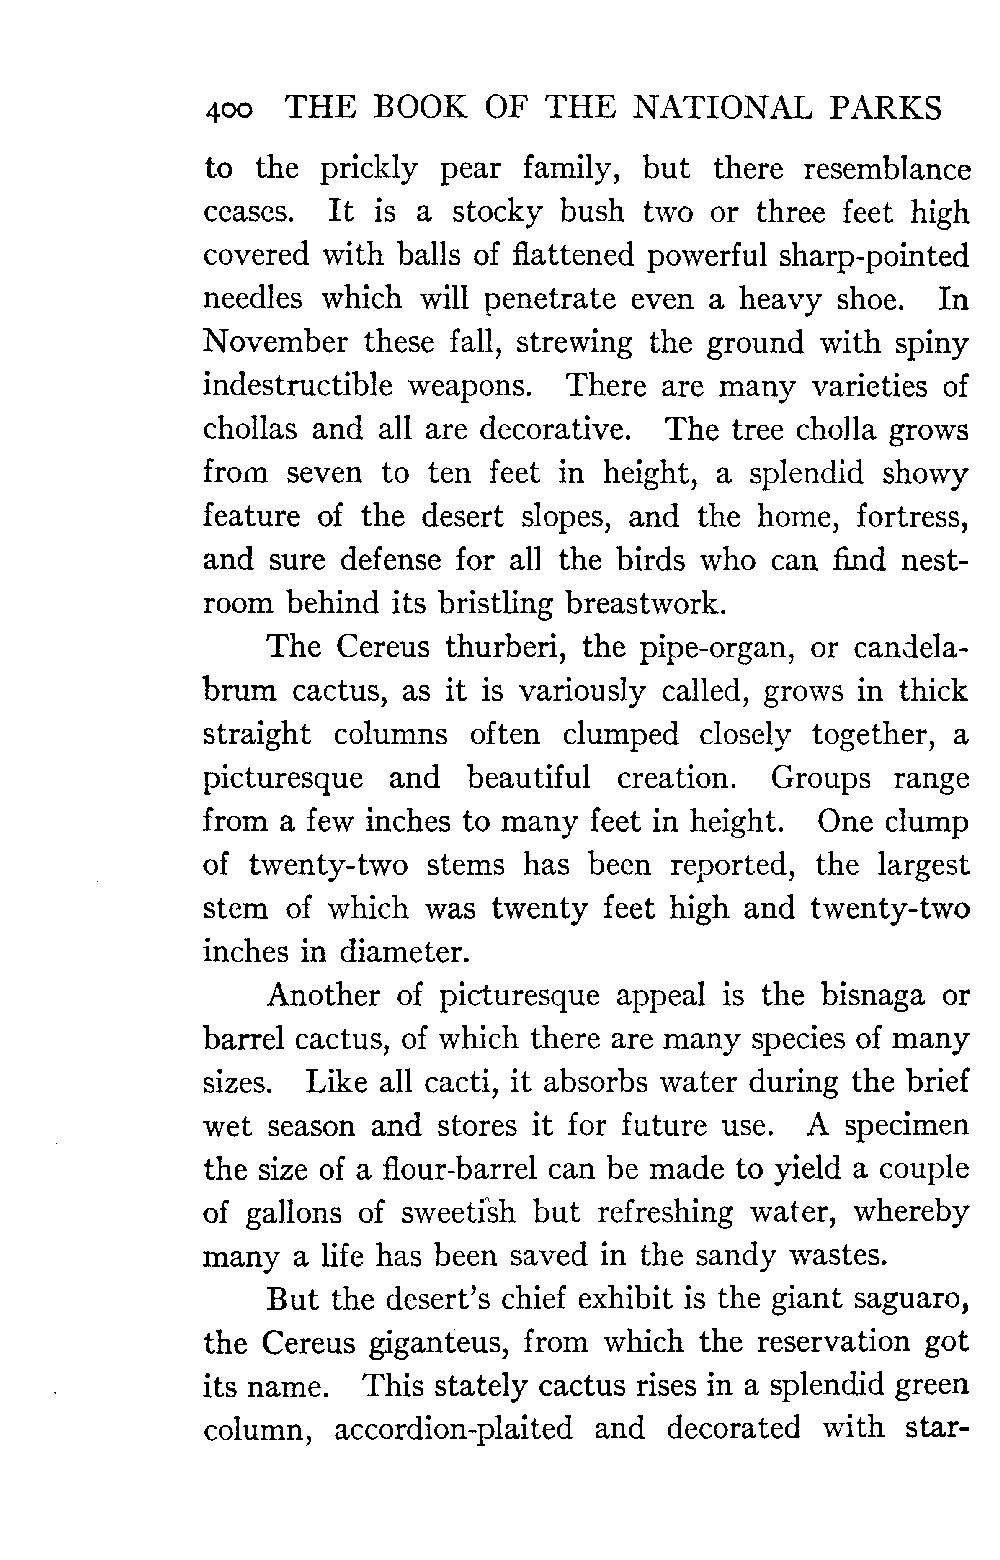 400 THE BOOK OF THE NATIONAL PARKS
to the prickly pear family, but there resemblance
ceases. It is a stocky bush two or three feet high
covered with balls of flattened powerful sharp-pointed
needles which will penetrate even a heavy shoe. In
November these fall, strewing the ground with spiny
indestructible weapons. There are many varieties of
chollas and all are decorative. The tree cholla grows
from seven to ten feet in height, a splendid showy
feature of the desert slopes, and the home, fortress,
and sure defense for all the birds who can find nest-
room behind its bristling breastwork.
The Cereus thurberi, the pipe-organ, or candela-
brum cactus, as it is variously called, grows in thick
straight columns often clumped closely together, a
picturesque and beautiful creation. Groups range
from a few inches to many feet in height. One clump
of twenty-two stems has been reported, the largest
stem of which was twenty feet high and twenty-two
inches in diameter.
Another of picturesque appeal is the bisnaga or
barrel cactus, of which there are many species of many
sizes. Like all cacti, it absorbs water during the brief
wet season and stores it for future use. A specimen
the size of a flour-barrel can be made to yield a couple
of gallons of sweetish but refreshing water, whereby
many a life has been saved in the sandy wastes.
But the desert's chief exhibit is the giant saguaro,
the Cereus giganteus, from which the reservation got
its name. This stately cactus rises in a splendid green
column, accordion-plaited and decorated with star-